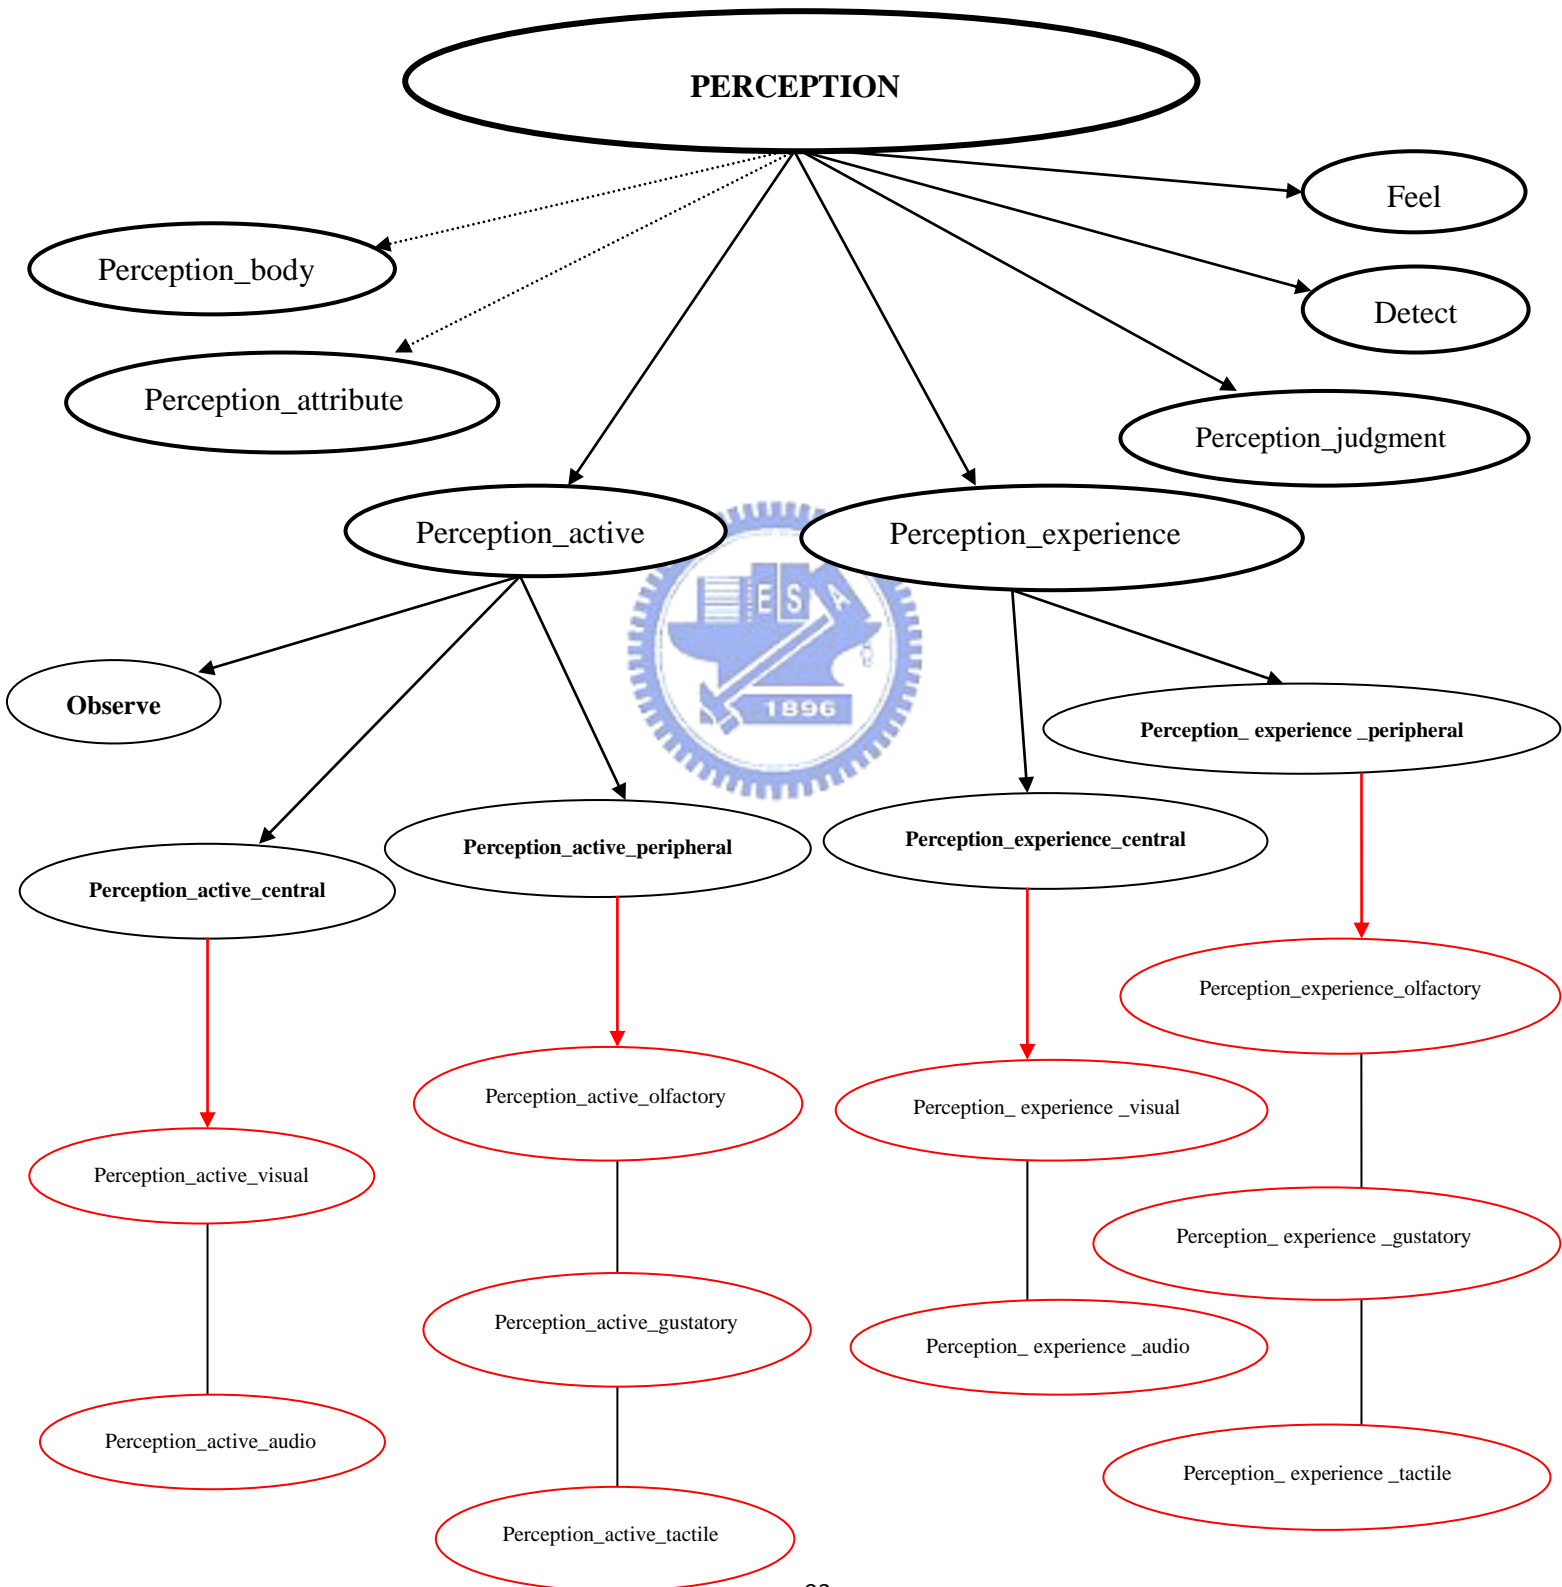 PERCEPTION
Feel
Perception_body
Detect
Perception_attribute
Perception_judgment
Perception_active
Perception_experience
E S A
1896
Observe
Perception_ experience _peripheral
Perception_active_peripheral
Perception_experience_central
Perception_active_central
Perception_experience_olfactory
Perception_active_olfactory
Perception_ experience _visual
Perception_active_visual
Perception_ experience _gustatory
Perception_active_gustatory
Perception_ experience _audio
Perception_active_audio
Perception_ experience _tactile
Perception_active_tactile